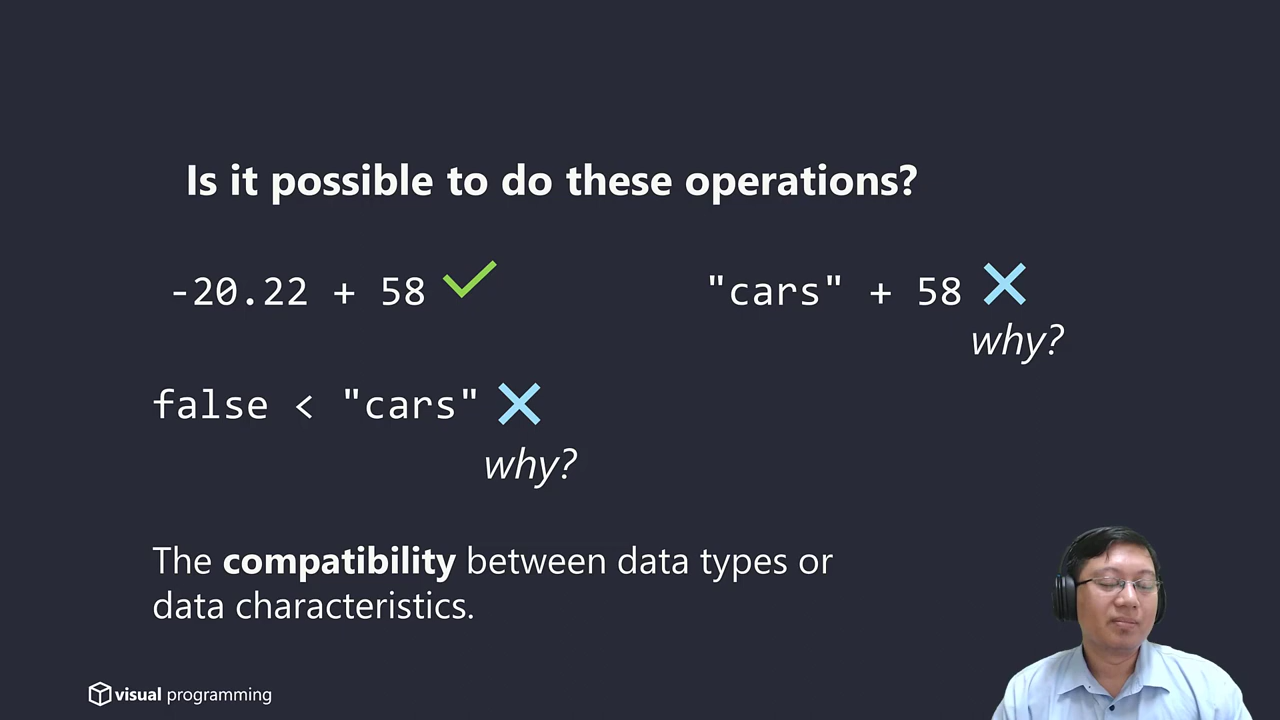 Is it possible to do these operations?
-20.22 + 58
"cars" + 58
why?
false < "cars"
why?
The compatibility between data types or
data characteristics.
visual programming